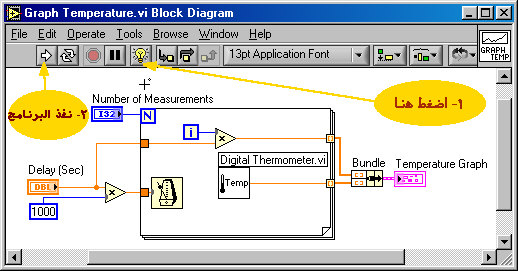 Graph Temperature.vi Block Diagram
File Edit Operate Tools Browse Window Help
13pt Application Font
GRAPH
TEMP
١- أضغط هنا
٢- نفذ البرنامج
Number of Measurements
I32
N
i
Digital Thermometer.vi
Temp
Delay (Sec)
DBL
1000
Bundle
Temperature Graph